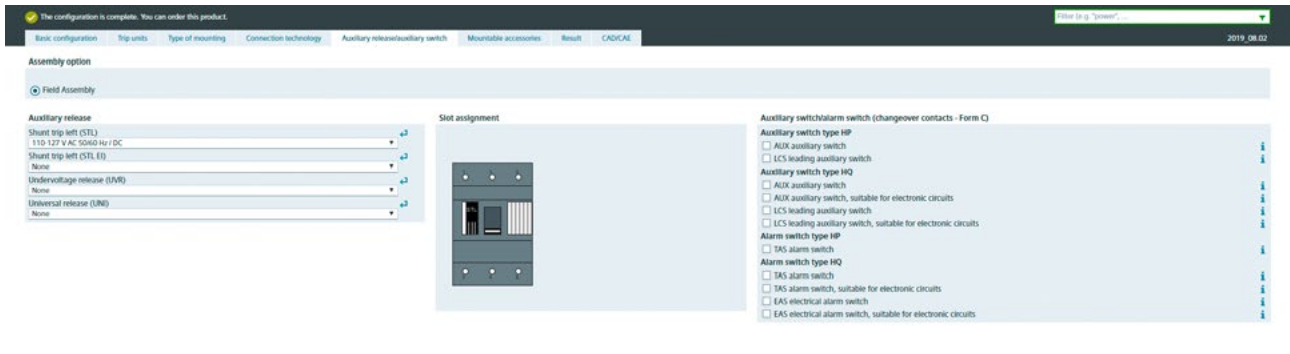 The configuration is complete. You can order this product.
Filter (e.g. "power", ...
Basic configuration
Trip units
Type of mounting
Connection technology
Auxiliary release/auxiliary switch
Mountable accessories
Result
CAD/CAE
2019_08.02
Assembly option
Field Assembly
Auxiliary release
Shunt trip left (STL)
110-127 V AC 50/60 Hz / DC
Shunt trip left (STL EI)
None
Undervoltage release (UVR)
None
Universal release (UNI)
None
Slot assignment
STL
Auxiliary switch/alarm switch (changeover contacts - Form C)
Auxiliary switch type HP
AUX auxiliary switch
LCS leading auxiliary switch
Auxiliary switch type HQ
AUX auxiliary switch
AUX auxiliary switch, suitable for electronic circuits
LCS leading auxiliary switch
LCS leading auxiliary switch, suitable for electronic circuits
Alarm switch type HP
TAS alarm switch
Alarm switch type HQ
TAS alarm switch
TAS alarm switch, suitable for electronic circuits
EAS electrical alarm switch
EAS electrical alarm switch, suitable for electronic circuits